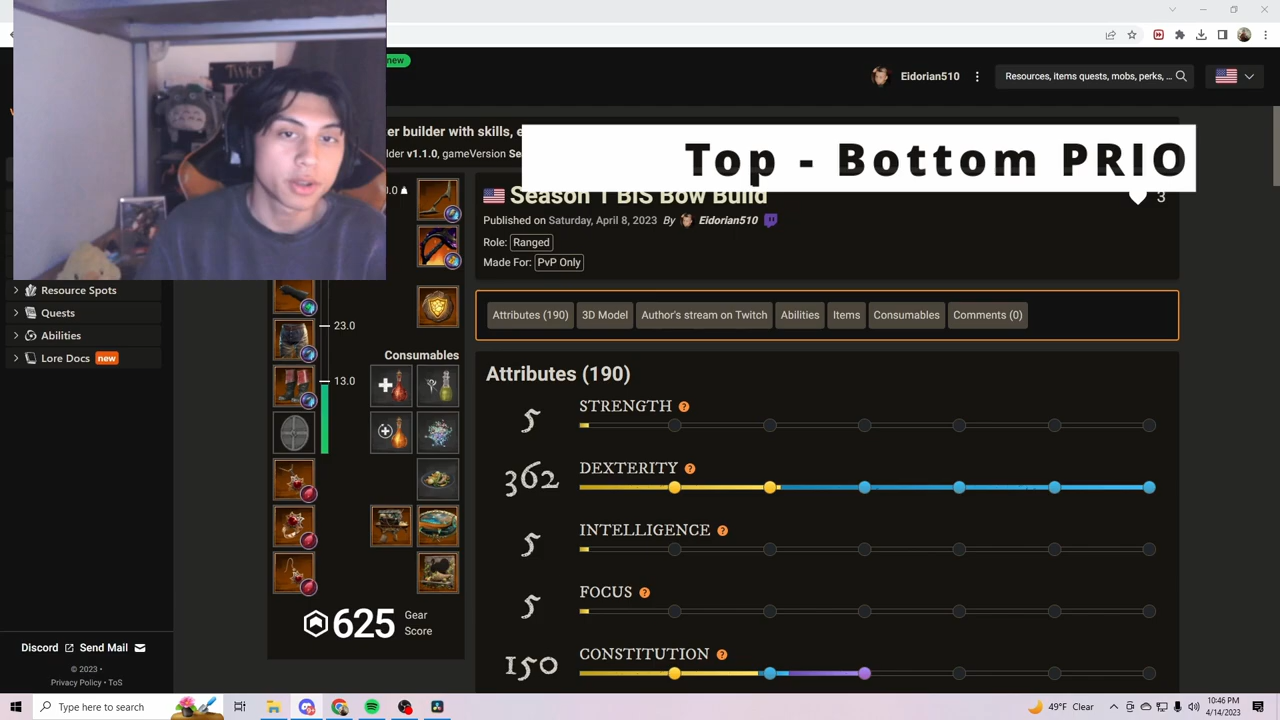 new
Eidorian510
Resources, items quests, mobs, perks, ...
er builder with skills, e
Top - Bottom PRIO
der v1.1.0, gameVersion Se
0.0
Season 1 BIS Bow Build
3
Published on Saturday, April 8, 2023 By Eidorian510
Role: Ranged
Made For: PvP Only
Resource Spots
Quests
Abilities
Lore Docs new
23.0
13.0
Consumables
Attributes (190)
3D Model
Author's stream on Twitch
Abilities
Items
Consumables
Comments (0)
Attributes (190)
5 STRENGTH
362 DEXTERITY
5 INTELLIGENCE
5 FOCUS
150 CONSTITUTION
625 Gear Score
Discord
Send Mail
© 2023 •
Privacy Policy • ToS
Type here to search
49°F Clear
10:46 PM
4/14/2023